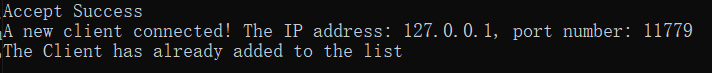 Accept Success
A new client connected! The IP address: 127.0.0.1, port number: 11779
The Client has already added to the list